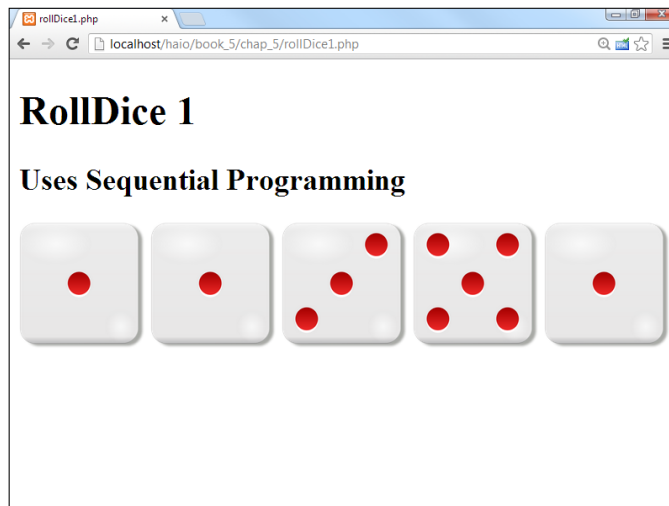 rollDice1.php
localhost/haio/book_5/chap_5/rollDice1.php
RollDice 1
Uses Sequential Programming